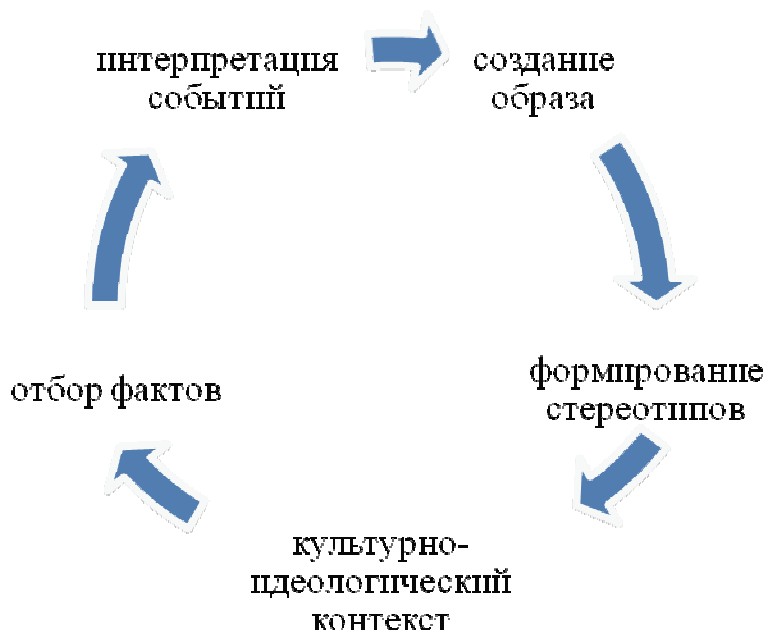 интерпретация
событий
создание
образа
формирование
стереотипов
культурно-
идеологический
контекст
отбор фактов